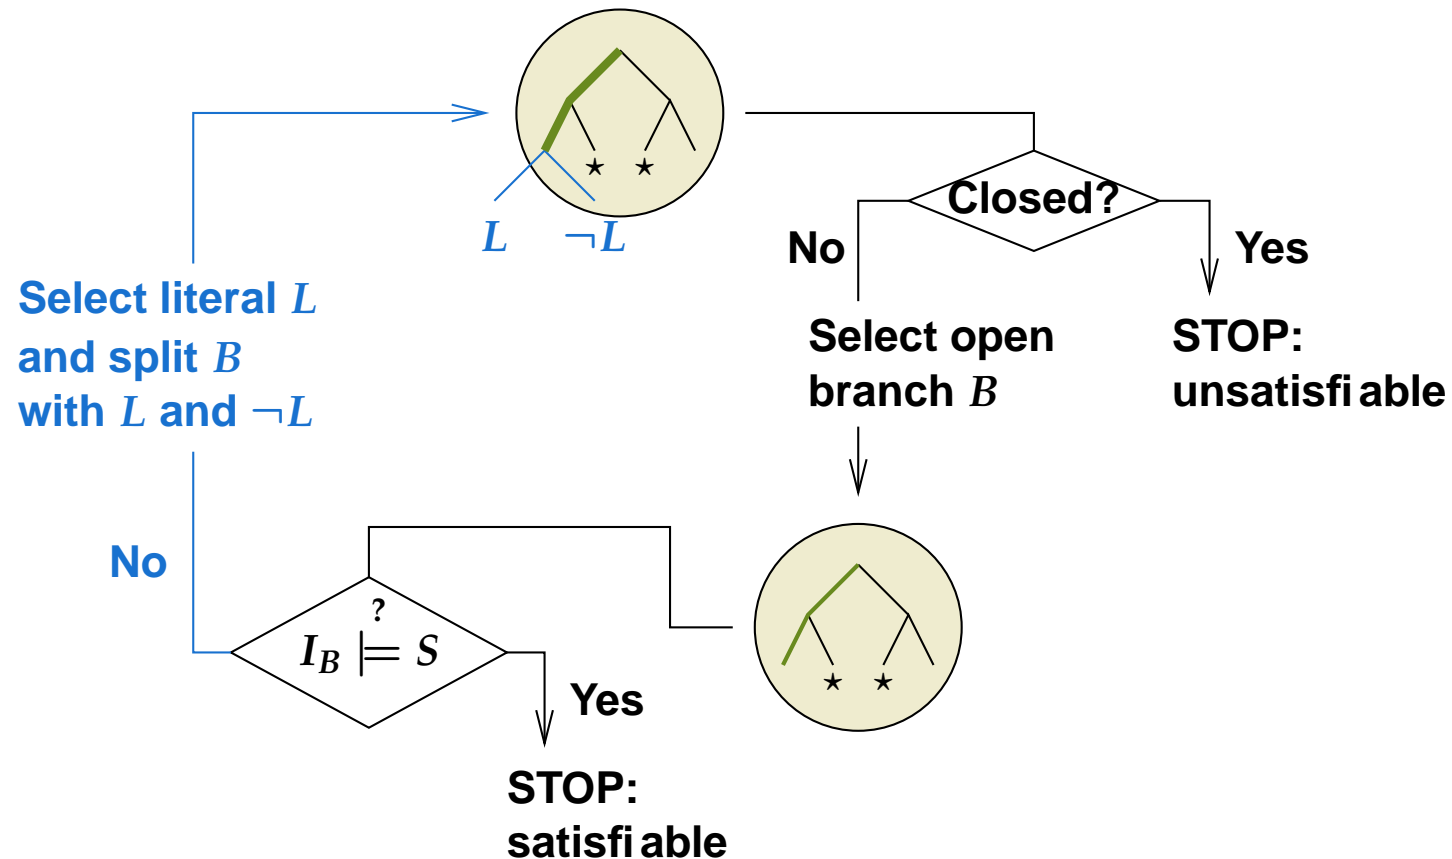 L ¬L
Closed?
No
Yes
Select literal L
and split B
with L and ¬L
Select open
branch B
STOP:
unsatisfiable
No
?
I_B |= S
Yes
STOP:
satisfiable